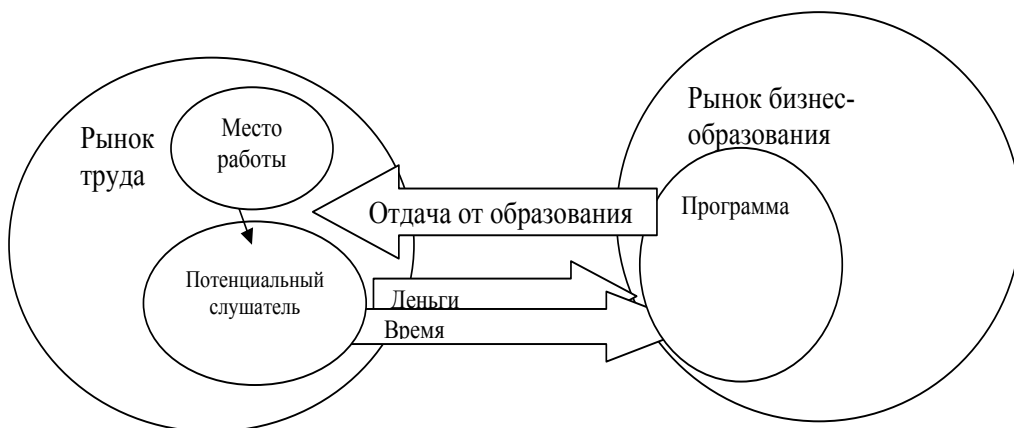 Рынок
труда
Место
работы
Потенциальный
слушатель
Отдача от образования
Деньги
Время
Рынок бизнес-
образования
Программа